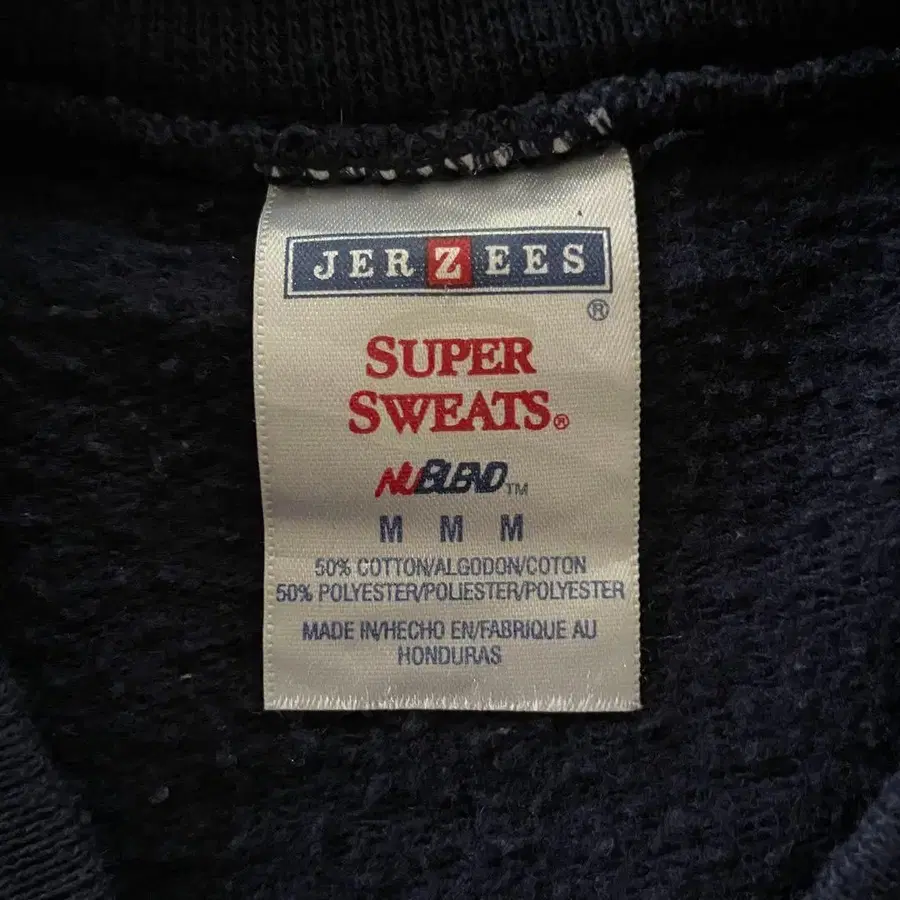 JERZEES
®
SUPER
SWEATS®
NUBLEND™
M M M
50% COTTON/ALGODON/COTON
50% POLYESTER/POLIESTER/POLYESTER
MADE IN/HECHO EN/FABRIQUE AU
HONDURAS